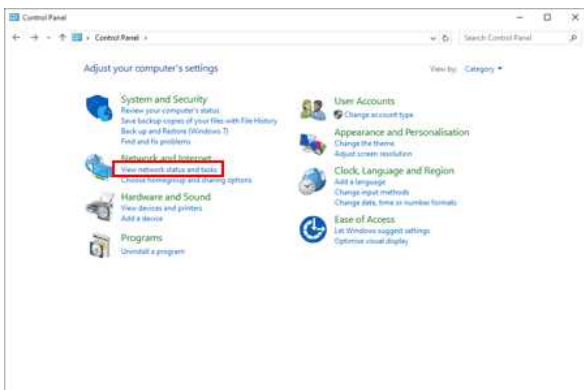 Control Panel
Control Panel
Search Control Panel
Adjust your computer's settings
View by: Category
System and Security
Review your computer's status
Save backup copies of your files with File History
Back up and Restore (Windows 7)
Find and fix problems
Network and Internet
View network status and tasks
Choose homegroup and sharing options
Hardware and Sound
View devices and printers
Add a device
Programs
Uninstall a program
User Accounts
Change account type
Appearance and Personalisation
Change the theme
Adjust screen resolution
Clock, Language and Region
Add a language
Change input methods
Change date, time or number formats
Ease of Access
Let Windows suggest settings
Optimise visual display